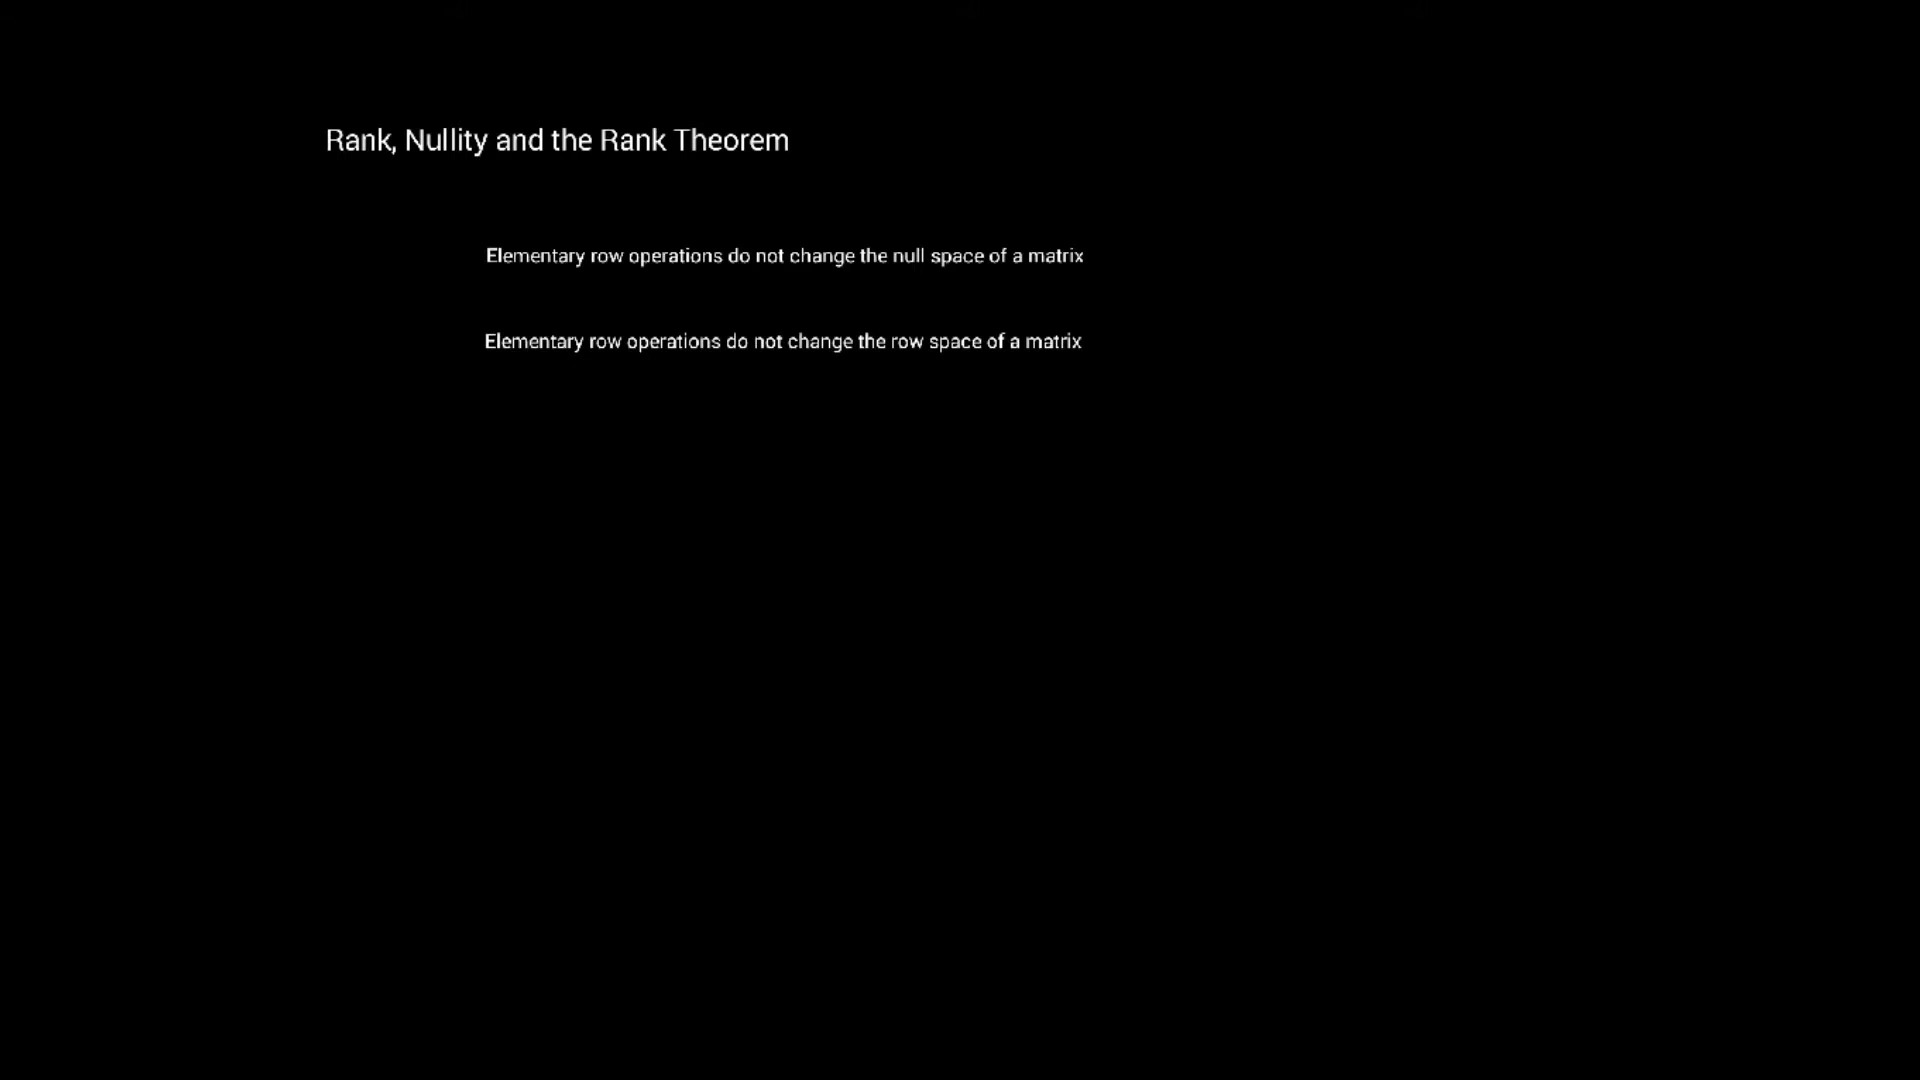 Rank, Nullity and the Rank Theorem
Elementary row operations do not change the null space of a matrix
Elementary row operations do not change the row space of a matrix